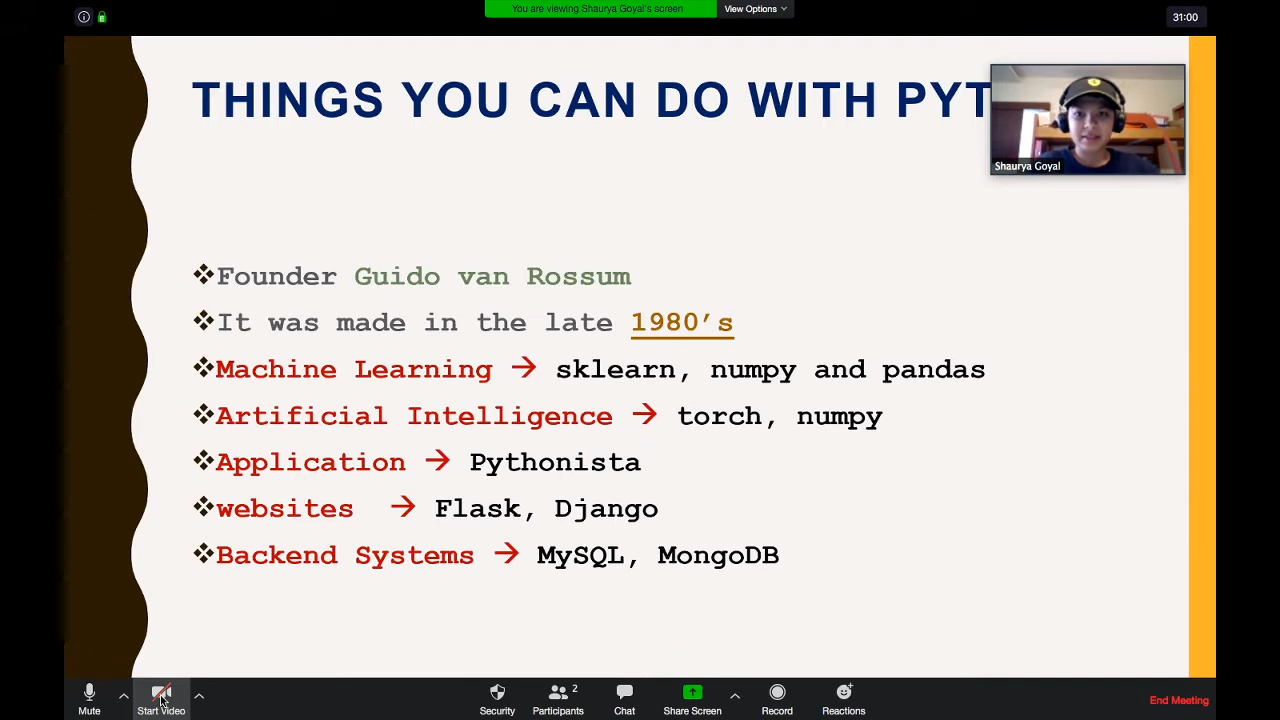 You are viewing Shaurya Goyal's screen
View Options
31:00
THINGS YOU CAN DO WITH PYT
Shaurya Goyal
❖Founder Guido van Rossum
❖It was made in the late 1980's
❖Machine Learning → sklearn, numpy and pandas
❖Artificial Intelligence → torch, numpy
❖Application → Pythonista
❖websites → Flask, Django
❖Backend Systems → MySQL, MongoDB
2
Mute
Start Video
Security
Participants
Chat
Share Screen
Record
Reactions
End Meeting